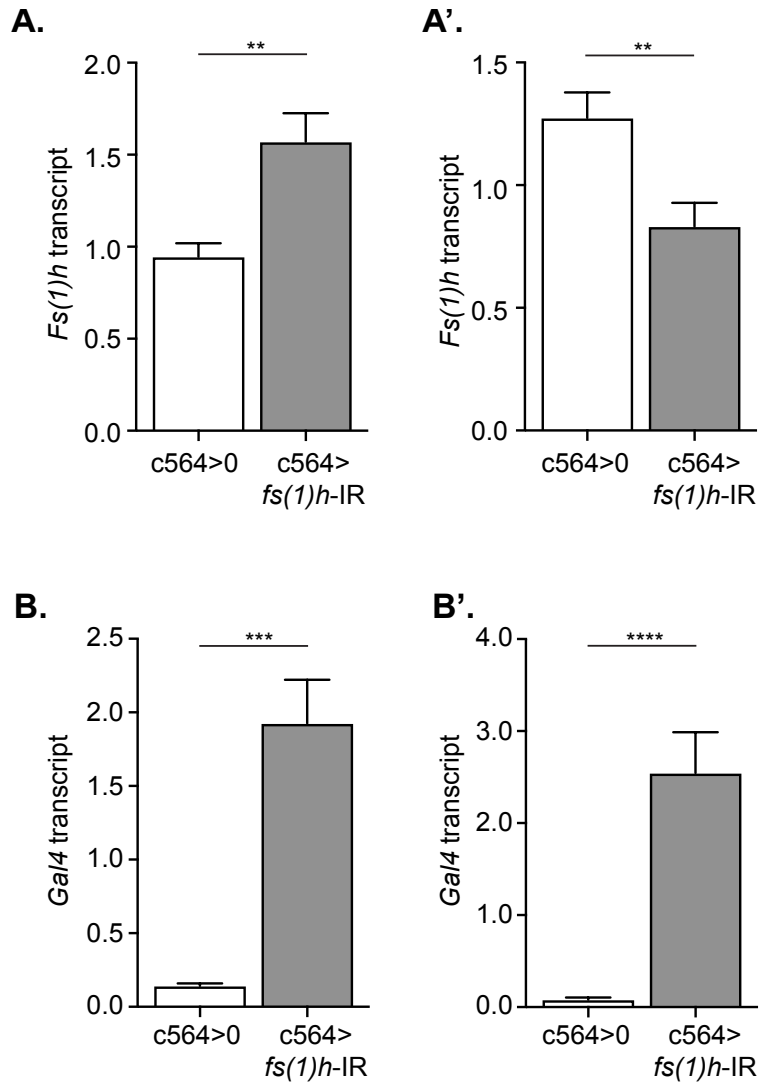 A.
**
2.0
1.5
1.0
0.5
0.0
Fs(1)h transcript
c564>0
c564>
fs(1)h-IR
A’.
**
1.5
1.0
0.5
0.0
Fs(1)h transcript
c564>0
c564>
fs(1)h-IR
B.
***
2.5
2.0
1.5
1.0
0.5
0.0
Gal4 transcript
c564>0
c564>
fs(1)h-IR
B’.
****
4.0
3.0
2.0
1.0
0.0
Gal4 transcript
c564>0
c564>
fs(1)h-IR